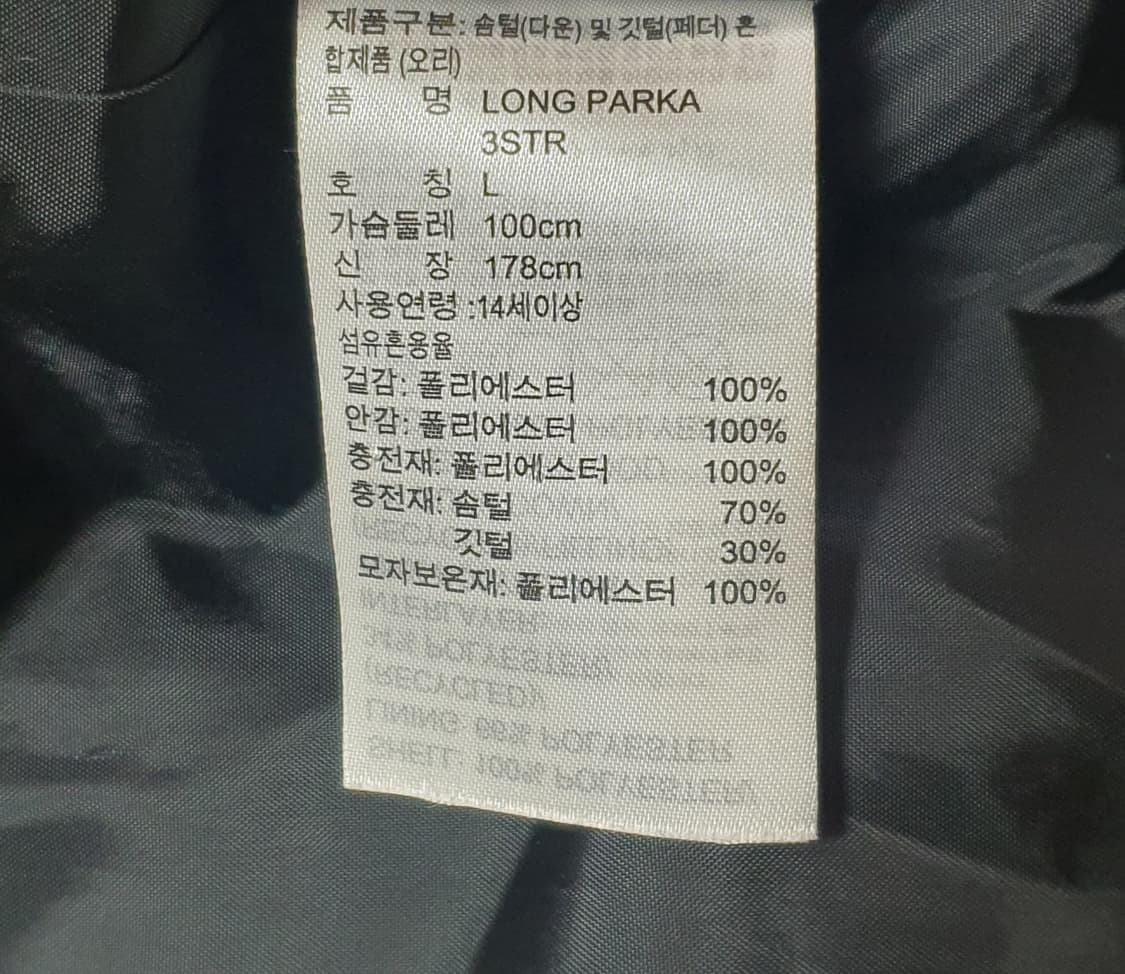 제품구분: 솜털(다운) 및 깃털(페더) 혼
합제품 (오리)
품 명 LONG PARKA
3STR
호 칭 L
가슴둘레 100cm
신 장 178cm
사용연령 :14세이상
섬유혼용율
겉감: 폴리에스터 100%
안감: 폴리에스터 100%
충전재: 폴리에스터 100%
충전재: 솜털 70%
깃털 30%
모자보온재: 폴리에스터 100%